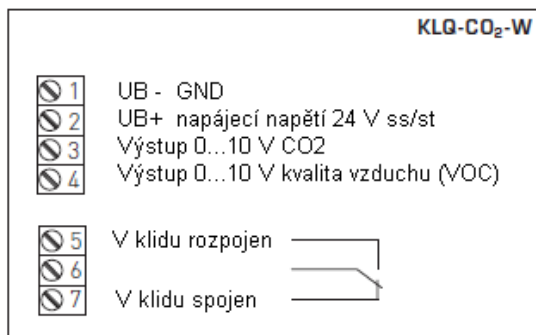 KLQ-CO₂-W
1 UB - GND
2 UB+ napájecí napětí 24 V ss/st
3 Výstup 0...10 V CO2
4 Výstup 0...10 V kvalita vzduchu (VOC)
5 V klidu rozpojen
6
7 V klidu spojen